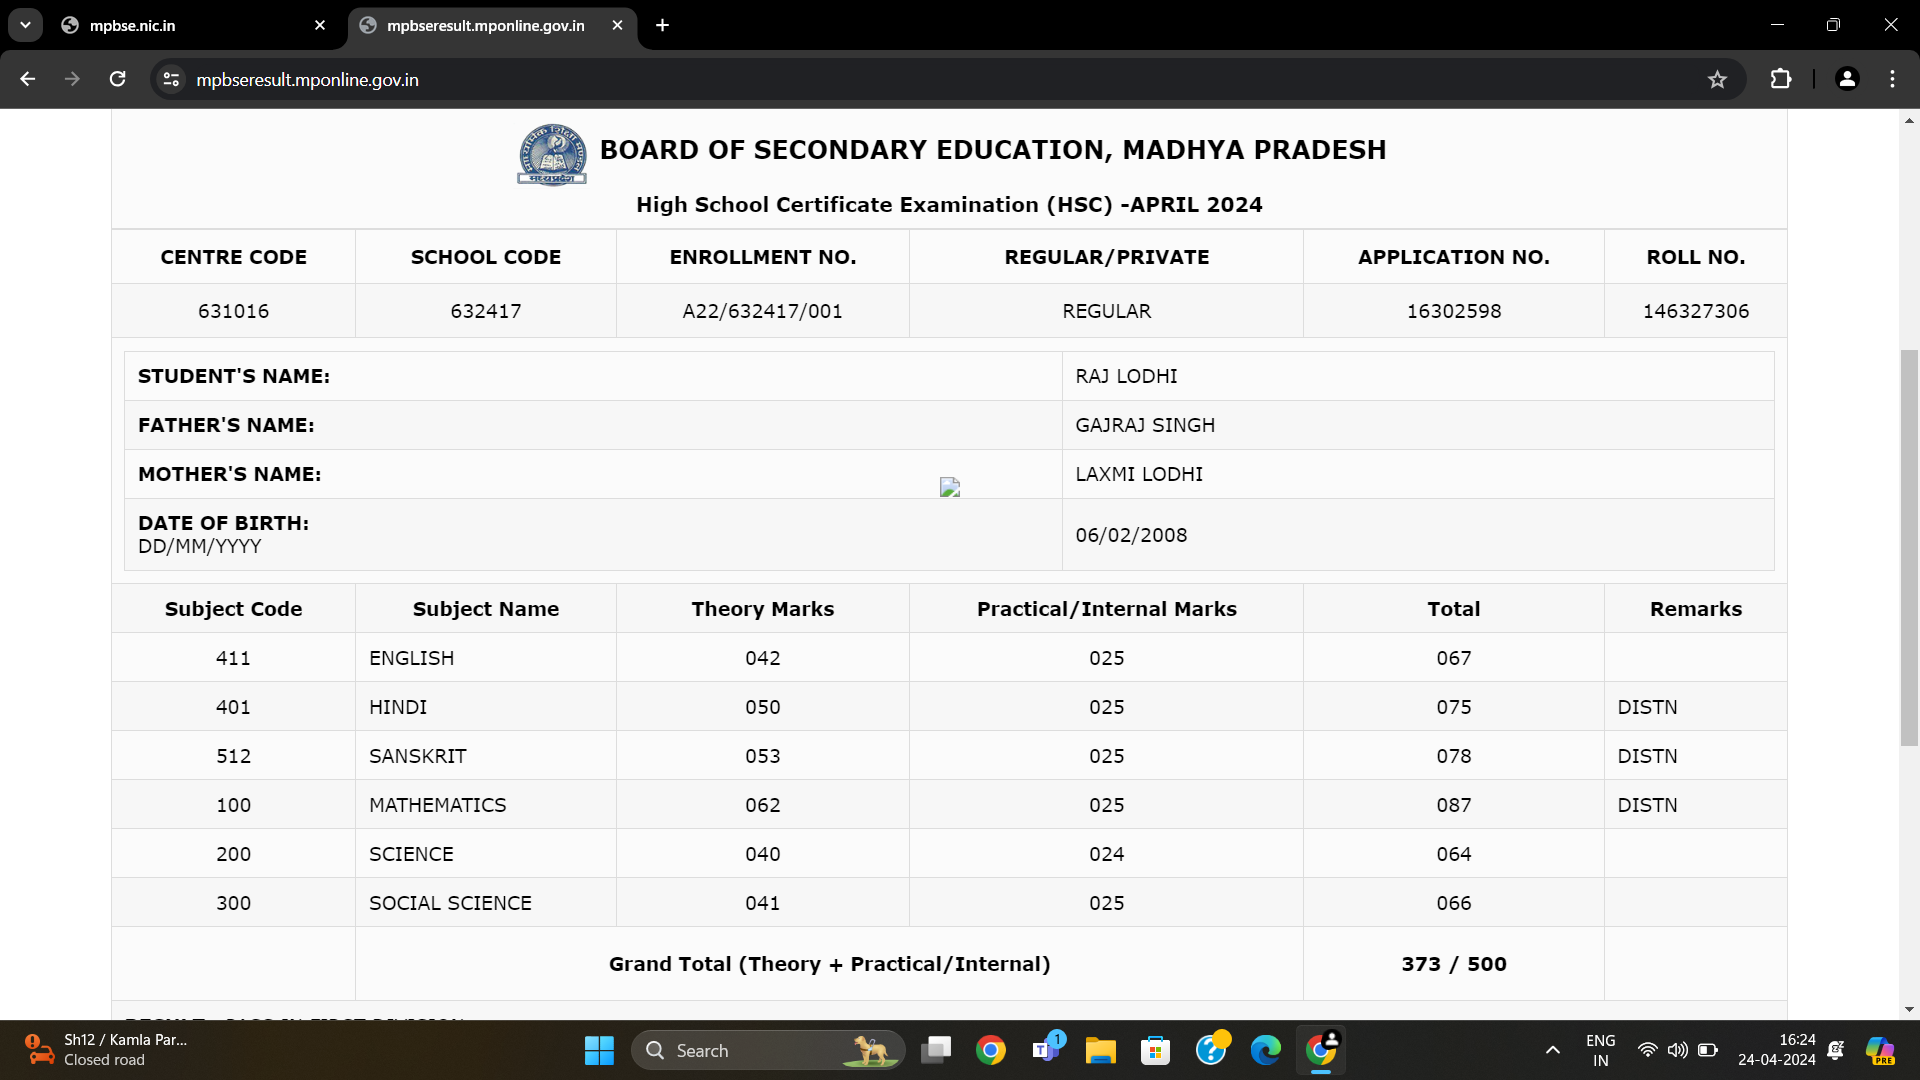 mpbse.nic.in
mpbseresult.mponline.gov.in
mpbseresult.mponline.gov.in
BOARD OF SECONDARY EDUCATION, MADHYA PRADESH
High School Certificate Examination (HSC) -APRIL 2024
CENTRE CODE SCHOOL CODE ENROLLMENT NO. REGULAR/PRIVATE APPLICATION NO. ROLL NO.
631016 632417 A22/632417/001 REGULAR 16302598 146327306
STUDENT'S NAME: RAJ LODHI
FATHER'S NAME: GAJRAJ SINGH
MOTHER'S NAME: LAXMI LODHI
DATE OF BIRTH:
DD/MM/YYYY 06/02/2008
Subject Code Subject Name Theory Marks Practical/Internal Marks Total Remarks
411 ENGLISH 042 025 067
401 HINDI 050 025 075 DISTN
512 SANSKRIT 053 025 078 DISTN
100 MATHEMATICS 062 025 087 DISTN
200 SCIENCE 040 024 064
300 SOCIAL SCIENCE 041 025 066
Grand Total (Theory + Practical/Internal) 373 / 500
Sh12 / Kamla Par...
Closed road
Search
1
ENG
IN
16:24
24-04-2024
PRE